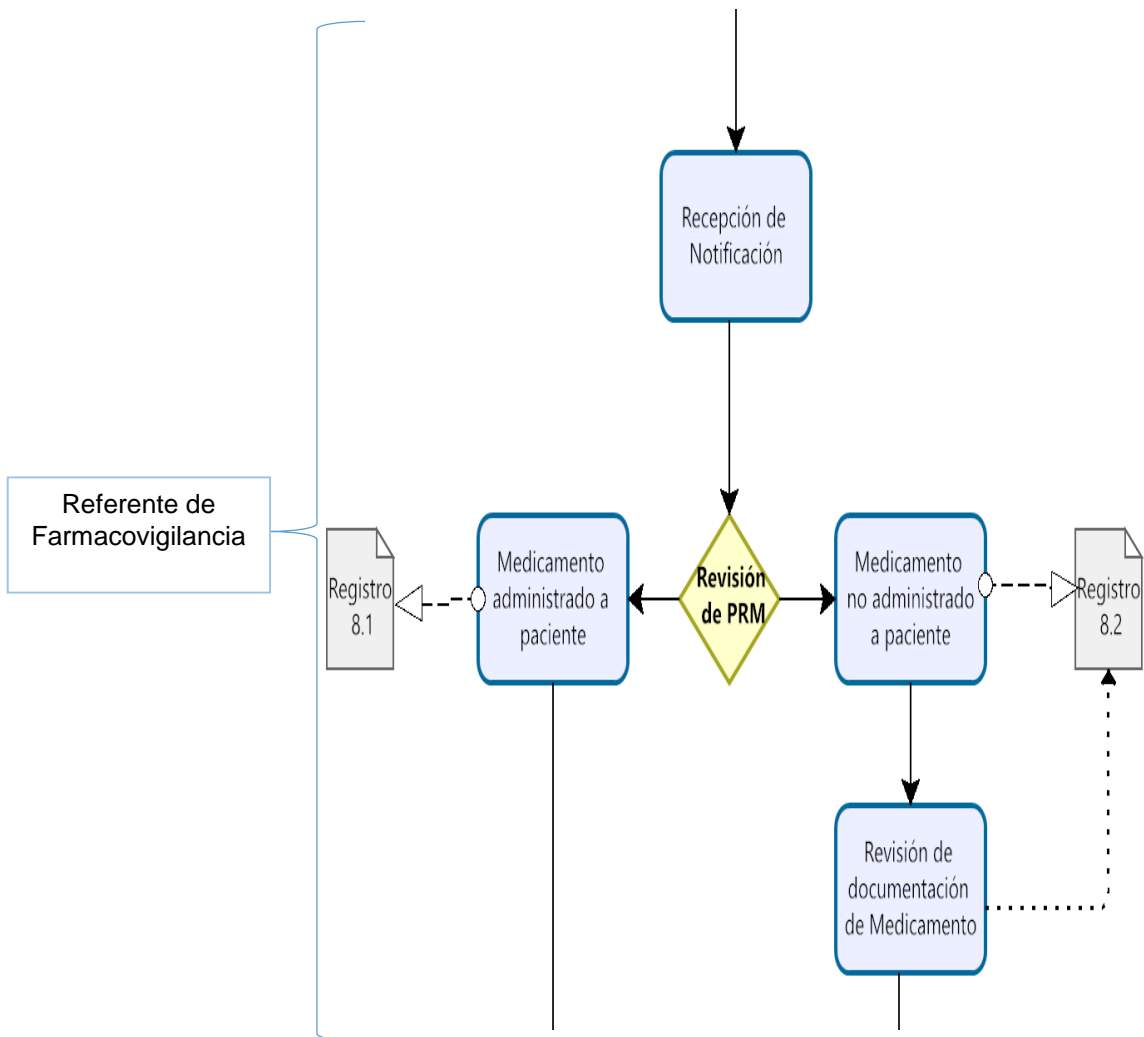 Recepción de
Notificación
Referente de
Farmacovigilancia
Registro
8.1
Medicamento
administrado a
paciente
Revisión
de PRM
Medicamento
no administrado
a paciente
Registro
8.2
Revisión de
documentación
de Medicamento